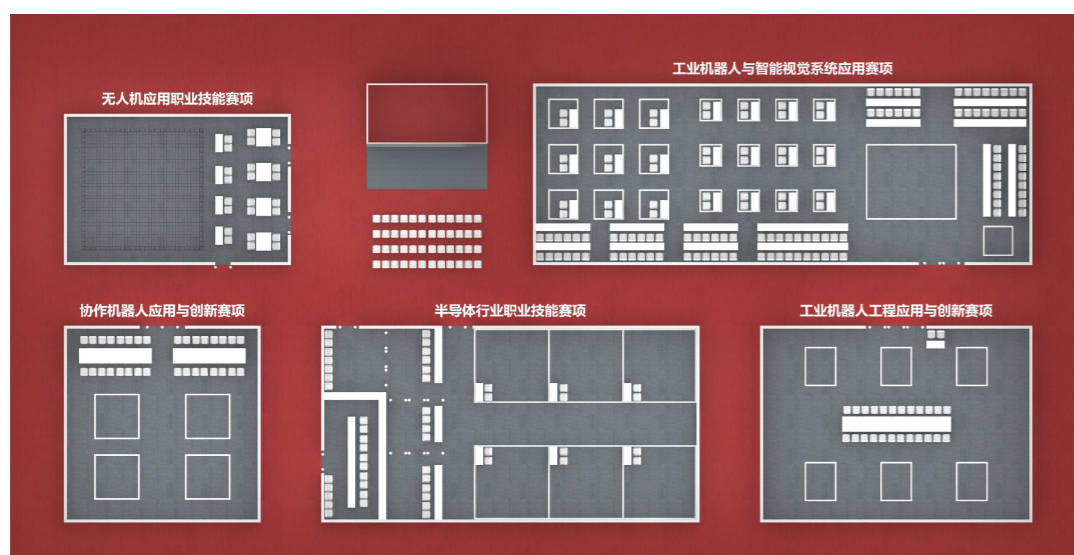 工业机器人与智能视觉系统应用赛项
无人机应用职业技能赛项
协作机器人应用与创新赛项
半导体行业职业技能赛项
工业机器人工程应用与创新赛项